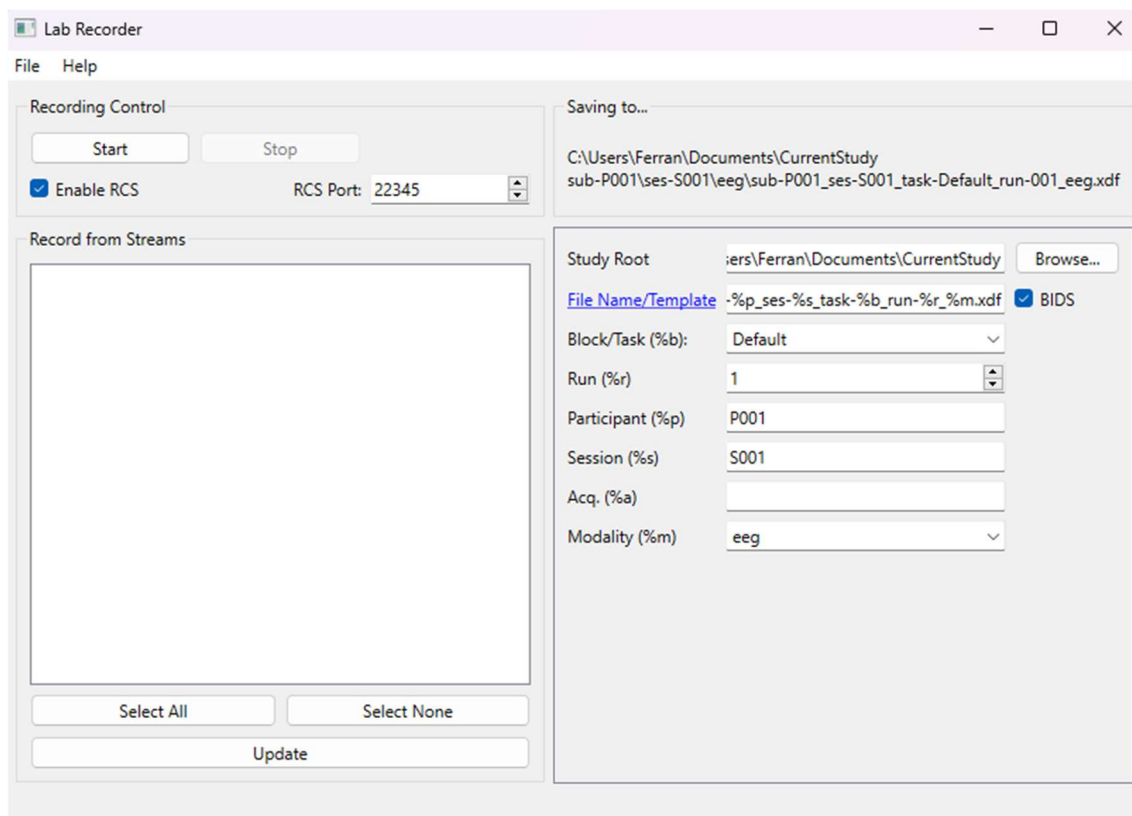 Lab Recorder
File Help
Recording Control
Start Stop
Enable RCS RCS Port: 22345
Saving to...
C:\Users\Ferran\Documents\CurrentStudy
sub-P001\ses-S001\eeg\sub-P001_ses-S001_task-Default_run-001_eeg.xdf
Record from Streams
Select All Select None
Update
Study Root sers\Ferran\Documents\CurrentStudy Browse...
File Name/Template -%p_ses-%s_task-%b_run-%r_%m.xdf BIDS
Block/Task (%b): Default
Run (%r) 1
Participant (%p) P001
Session (%s) S001
Acq. (%a)
Modality (%m) eeg